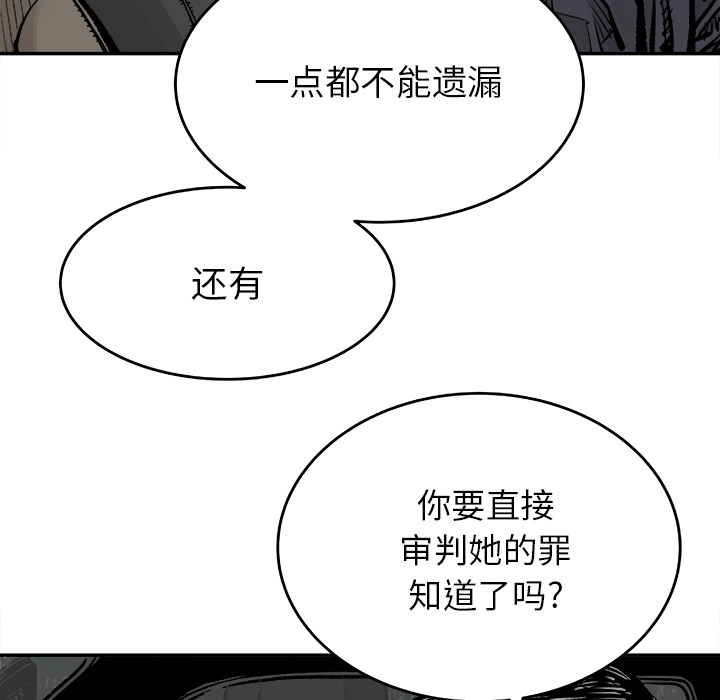 一点都不能遗漏
还有
你要直接
审判她的罪
知道了吗?